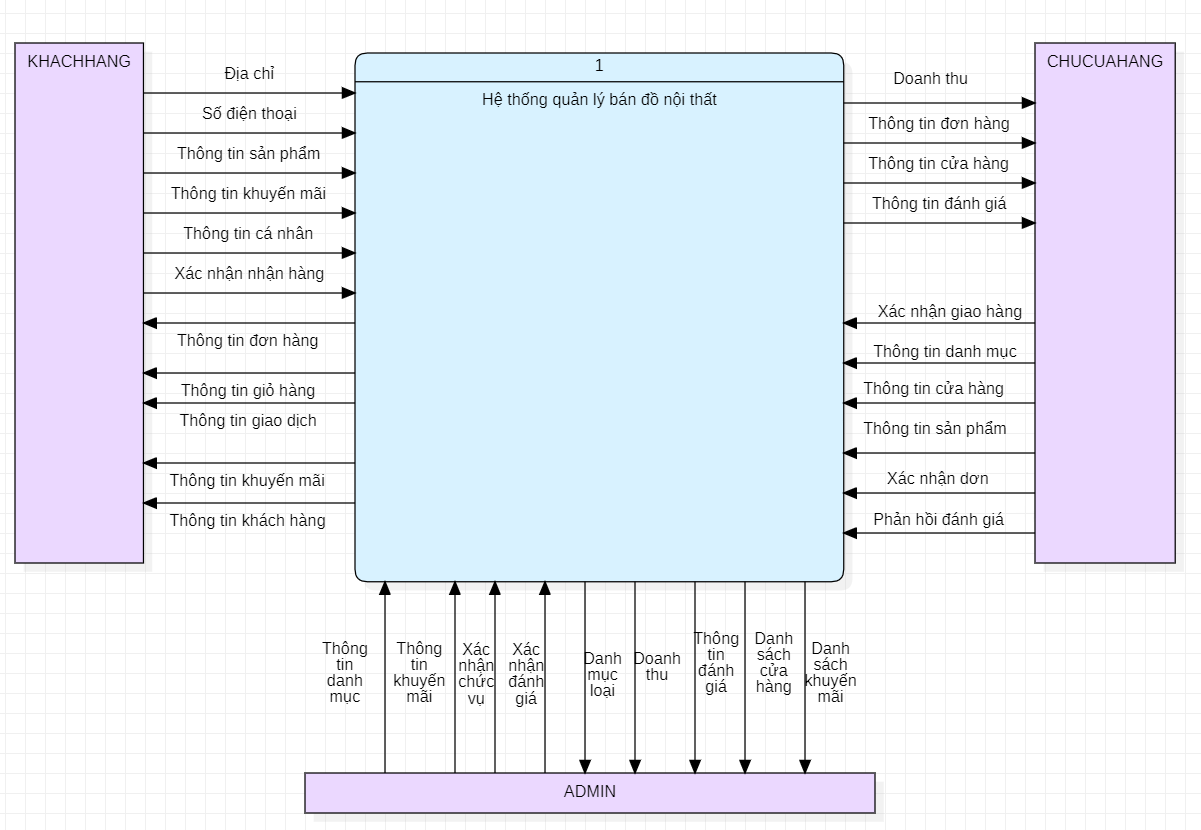 KHACHHANG
Địa chỉ
Số điện thoại
Thông tin sản phẩm
Thông tin khuyến mãi
Thông tin cá nhân
Xác nhận nhận hàng
Thông tin đơn hàng
Thông tin giỏ hàng
Thông tin giao dịch
Thông tin khuyến mãi
Thông tin khách hàng
1
Hệ thống quản lý bán đồ nội thất
CHUCUAHANG
Doanh thu
Thông tin đơn hàng
Thông tin cửa hàng
Thông tin đánh giá
Xác nhận giao hàng
Thông tin danh mục
Thông tin cửa hàng
Thông tin sản phẩm
Xác nhận dơn
Phản hồi đánh giá
Thông
tin
danh
mục
Thông
tin
khuyến
mãi
Xác
nhận
chức
vụ
Xác
nhận
đánh
giá
Danh
mục
loại
Doanh
thu
Thông
tin
đánh
giá
Danh
sách
cửa
hàng
Danh
sách
khuyến
mãi
ADMIN